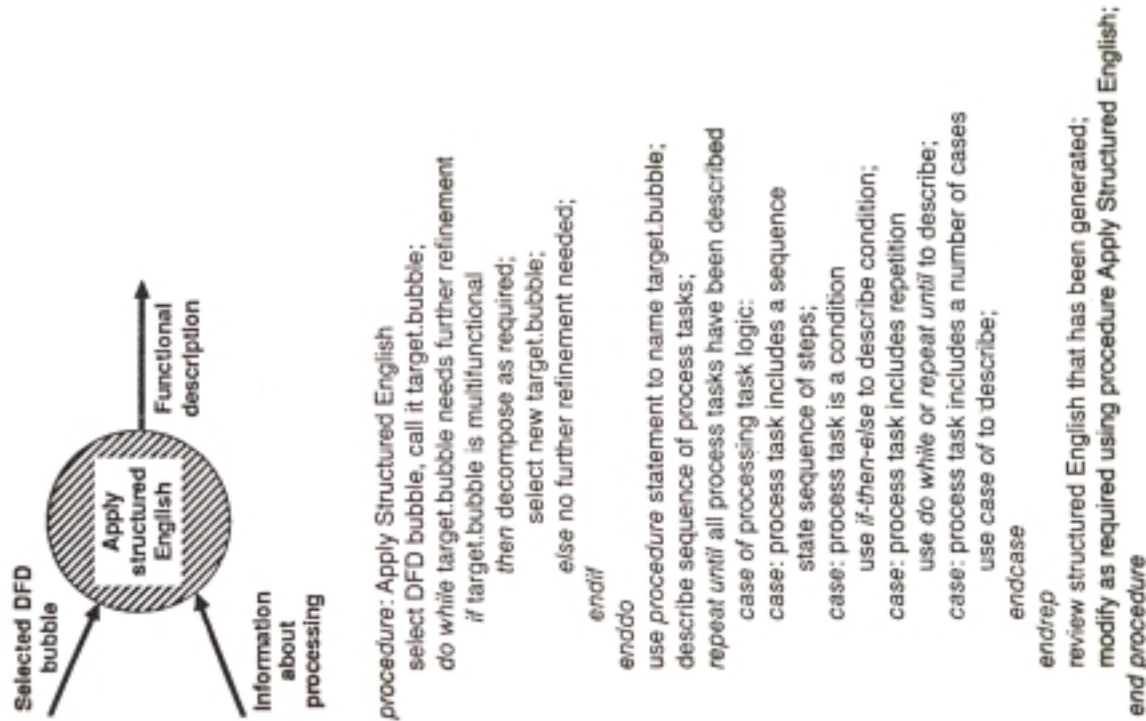 Selected DFD
bubble
Information
about
processing
Apply
structured
English
Functional
description
procedure: Apply Structured English
select DFD bubble, call it target.bubble;
do while target.bubble needs further refinement
if target.bubble is multifunctional
then decompose as required;
select new target.bubble;
else no further refinement needed;
endif
enddo
use procedure statement to name target.bubble;
describe sequence of process tasks;
repeat until all process tasks have been described
case of processing task logic:
case: process task includes a sequence
state sequence of steps;
case: process task is a condition
use if-then-else to describe condition;
case: process task includes repetition
use do while or repeat until to describe;
case: process task includes a number of cases
use case of to describe;
endcase
endrep
review structured English that has been generated;
modify as required using procedure Apply Structured English;
end procedure